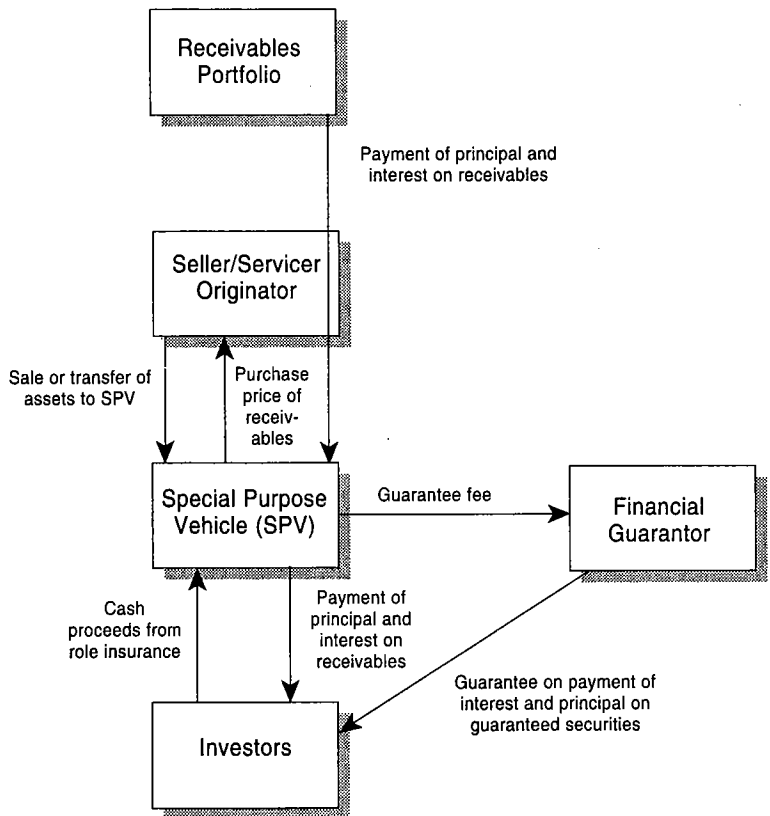 Receivables
Portfolio
Payment of principal and
interest on receivables
Seller/Servicer
Originator
Sale or transfer of
assets to SPV
Purchase
price of
receiv-
ables
Special Purpose
Vehicle (SPV)
Guarantee fee
Financial
Guarantor
Cash
proceeds from
role insurance
Payment of
principal and
interest on
receivables
Guarantee on payment of
interest and principal on
guaranteed securities
Investors